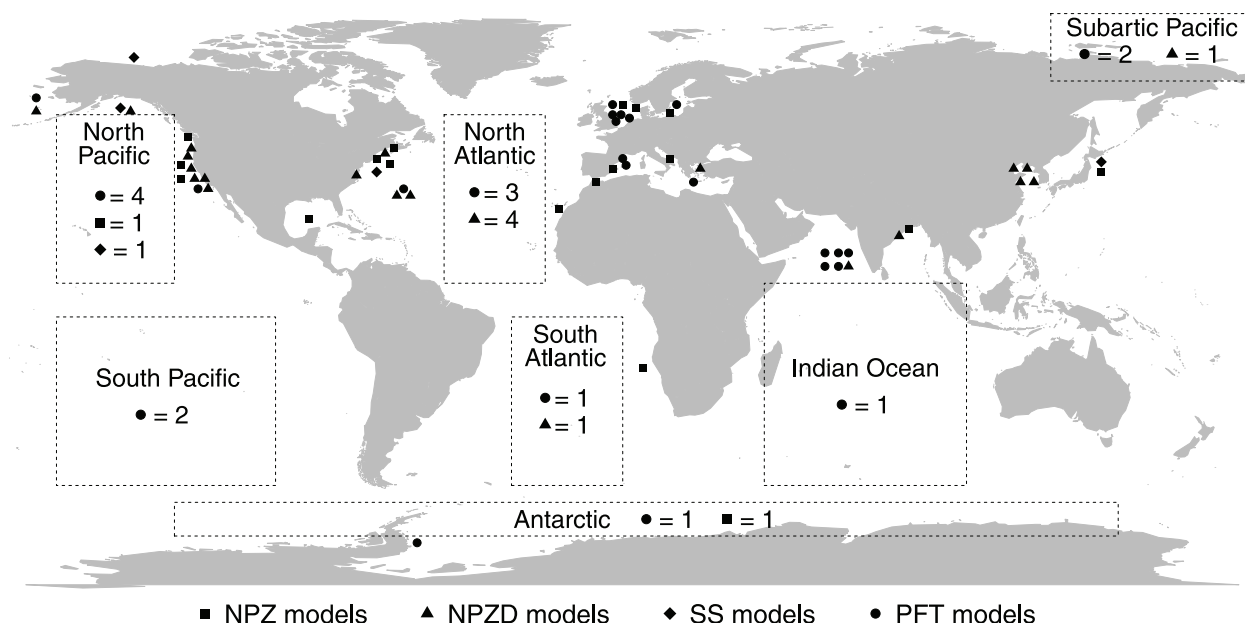 Subartic Pacific
= 2 = 1
North
Pacific
= 4
= 1
= 1
North
Atlantic
= 3
= 4
South Pacific
= 2
South
Atlantic
= 1
= 1
Indian Ocean
= 1
Antarctic = 1 = 1
NPZ models NPZD models SS models PFT models